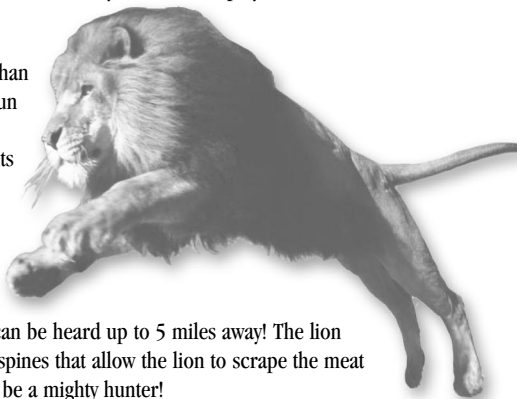 han
un
ts
can be heard up to 5 miles away! The lion
spines that allow the lion to scrape the meat
be a mighty hunter!